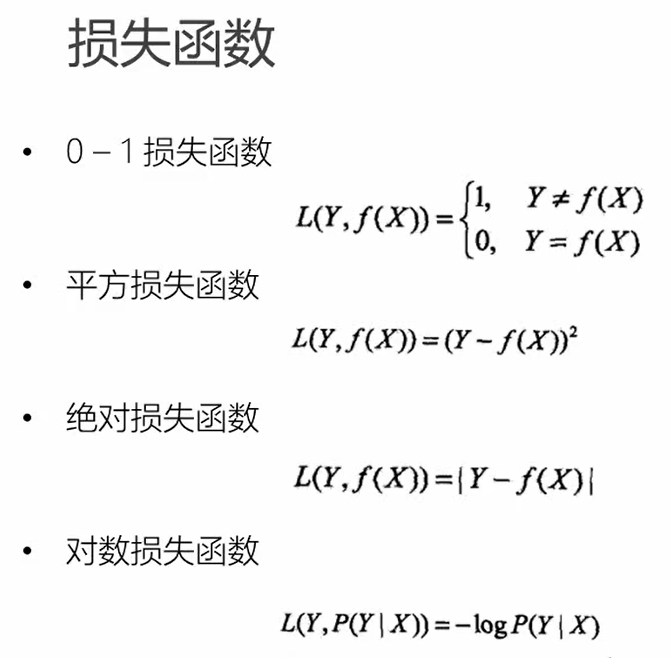 损失函数
• 0 – 1 损失函数
L(Y, f(X)) = { 1, Y ≠ f(X)
0, Y = f(X)
• 平方损失函数
L(Y, f(X)) = (Y − f(X))²
• 绝对损失函数
L(Y, f(X)) = | Y − f(X) |
• 对数损失函数
L(Y, P(Y | X)) = −log P(Y | X)